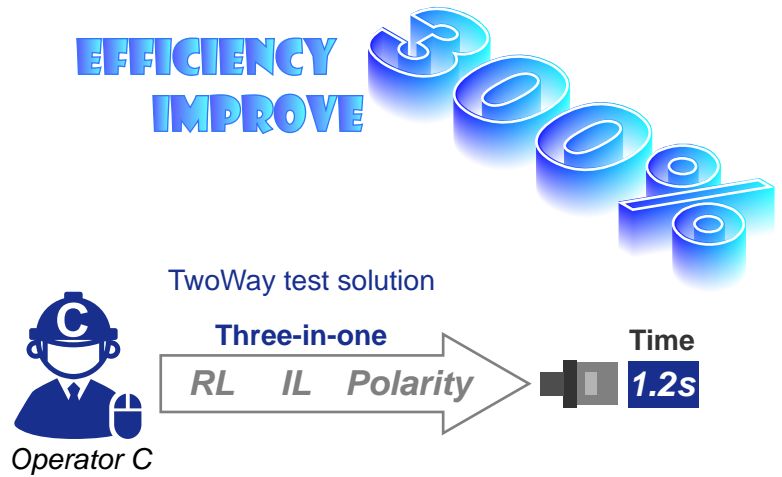 EFFICIENCY
IMPROVE
300%
TwoWay test solution
C
Three-in-one
Time
RL IL Polarity
1.2s
Operator C